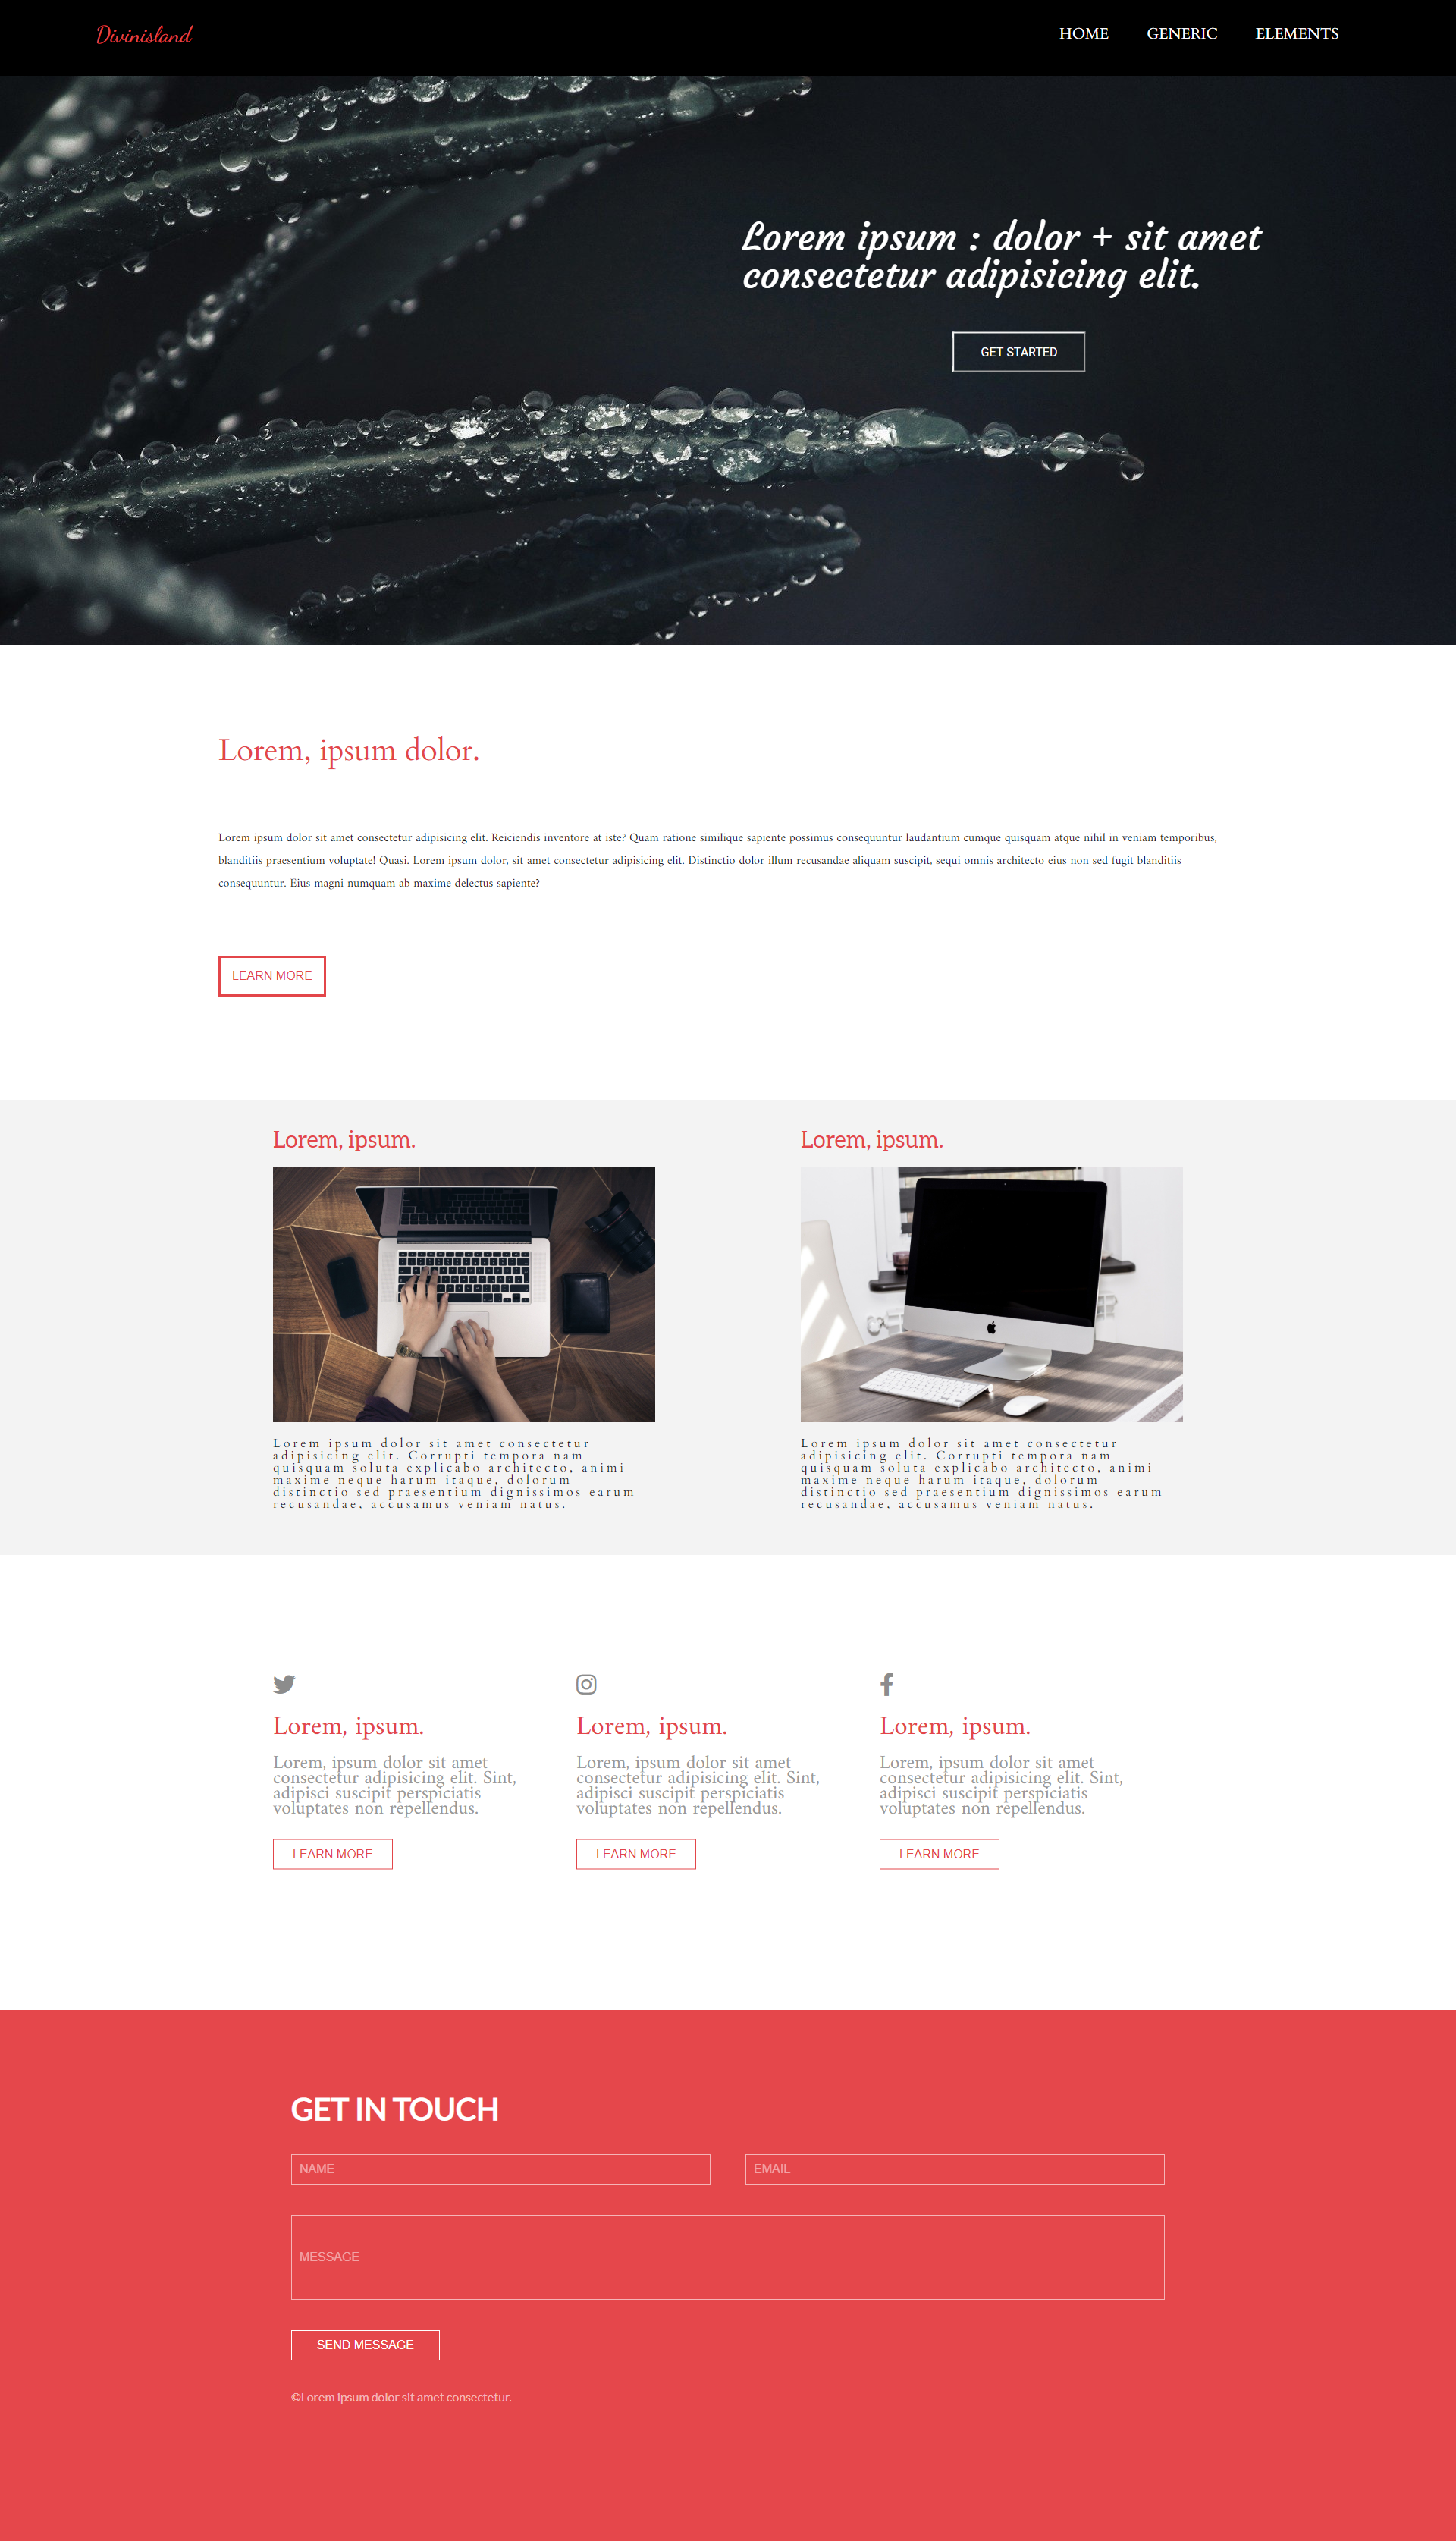 Divinisland
HOME GENERIC ELEMENTS
Lorem ipsum : dolor + sit amet
consectetur adipisicing elit.
GET STARTED
Lorem, ipsum dolor.
Lorem ipsum dolor sit amet consectetur adipisicing elit. Reiciendis inventore at iste? Quam ratione similique sapiente possimus consequuntur laudantium cumque quisquam atque nihil in veniam temporibus,
blanditiis praesentium voluptate! Quasi. Lorem ipsum dolor, sit amet consectetur adipisicing elit. Distinctio dolor illum recusandae aliquam suscipit, sequi omnis architecto eius non sed fugit blanditiis
consequuntur. Eius magni numquam ab maxime delectus sapiente?
LEARN MORE
Lorem, ipsum.
Lorem ipsum dolor sit amet consectetur
adipisicing elit. Corrupti tempora nam
quisquam soluta explicabo architecto, animi
maxime neque harum itaque, dolorum
distinctio sed praesentium dignissimos earum
recusandae, accusamus veniam natus.
Lorem, ipsum.
Lorem ipsum dolor sit amet consectetur
adipisicing elit. Corrupti tempora nam
quisquam soluta explicabo architecto, animi
maxime neque harum itaque, dolorum
distinctio sed praesentium dignissimos earum
recusandae, accusamus veniam natus.
Lorem, ipsum.
Lorem, ipsum dolor sit amet
consectetur adipisicing elit. Sint,
adipisci suscipit perspiciatis
voluptates non repellendus.
LEARN MORE
Lorem, ipsum.
Lorem, ipsum dolor sit amet
consectetur adipisicing elit. Sint,
adipisci suscipit perspiciatis
voluptates non repellendus.
LEARN MORE
Lorem, ipsum.
Lorem, ipsum dolor sit amet
consectetur adipisicing elit. Sint,
adipisci suscipit perspiciatis
voluptates non repellendus.
LEARN MORE
GET IN TOUCH
NAME
EMAIL
MESSAGE
SEND MESSAGE
©Lorem ipsum dolor sit amet consectetur.